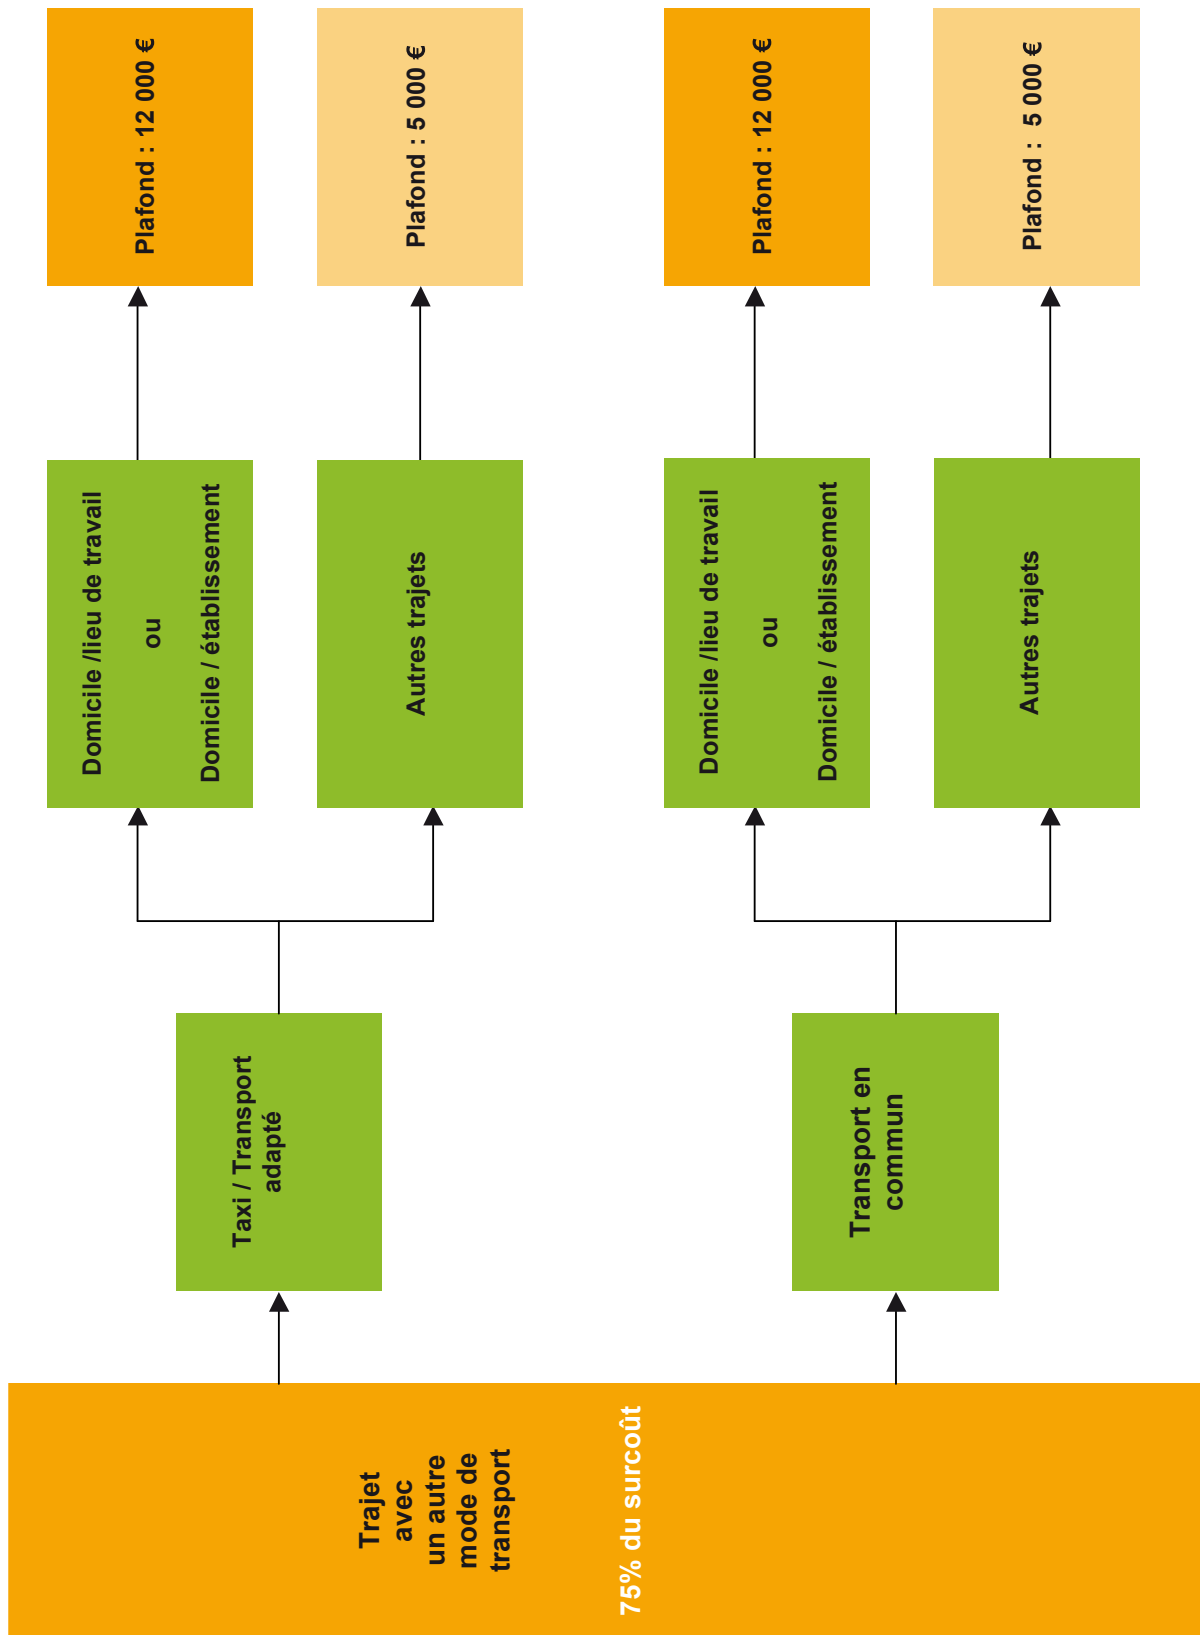 Trajet
avec
un autre
mode de
transport
75% du surcoût
Taxi / Transport
adapté
Domicile /lieu de travail
ou
Domicile / établissement
Plafond : 12 000 €
Autres trajets
Plafond : 5 000 €
Transport en
commun
Domicile /lieu de travail
ou
Domicile / établissement
Plafond : 12 000 €
Autres trajets
Plafond :  5 000 €